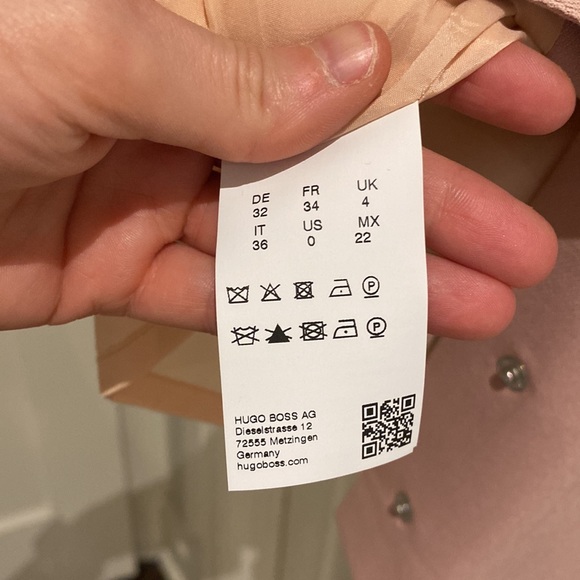 DE FR UK
32 34 4
IT US MX
36 0 22
P
P
HUGO BOSS AG
Dieselstrasse 12
72555 Metzingen
Germany
hugoboss.com